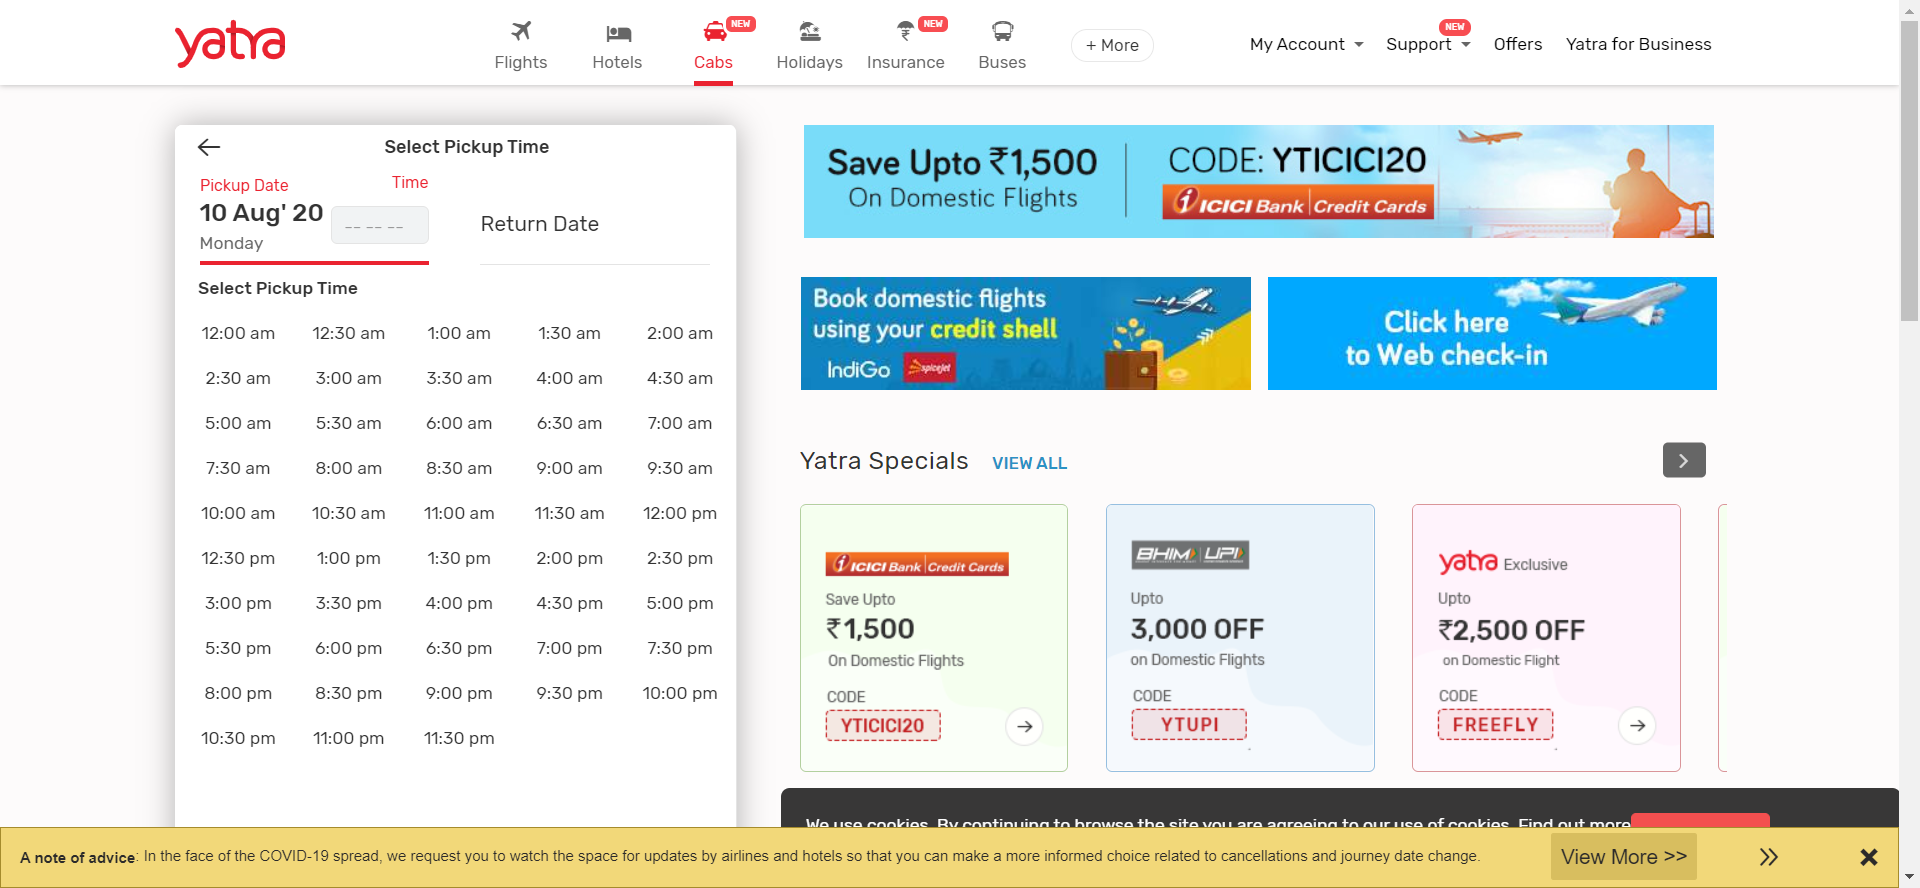 yatra
NEW
NEW
NEW
Flights
Hotels
Cabs
Holidays
Insurance
Buses
+ More
My Account
Support
Offers
Yatra for Business
Select Pickup Time
Pickup Date
Time
10 Aug' 20
-- -- --
Monday
Return Date
Select Pickup Time
12:00 am 12:30 am 1:00 am 1:30 am 2:00 am
2:30 am 3:00 am 3:30 am 4:00 am 4:30 am
5:00 am 5:30 am 6:00 am 6:30 am 7:00 am
7:30 am 8:00 am 8:30 am 9:00 am 9:30 am
10:00 am 10:30 am 11:00 am 11:30 am 12:00 pm
12:30 pm 1:00 pm 1:30 pm 2:00 pm 2:30 pm
3:00 pm 3:30 pm 4:00 pm 4:30 pm 5:00 pm
5:30 pm 6:00 pm 6:30 pm 7:00 pm 7:30 pm
8:00 pm 8:30 pm 9:00 pm 9:30 pm 10:00 pm
10:30 pm 11:00 pm 11:30 pm
Save Upto ₹1,500
On Domestic Flights
CODE: YTICICI20
ICICI Bank Credit Cards
Book domestic flights
using your credit shell
IndiGo spicejet
Click here
to Web check-in
Yatra Specials VIEW ALL
ICICI Bank Credit Cards
Save Upto
₹1,500
On Domestic Flights
CODE
YTICICI20
BHIM UPI
Upto
3,000 OFF
on Domestic Flights
CODE
YTUPI
yatra Exclusive
Upto
₹2,500 OFF
on Domestic Flight
CODE
FREEFLY
We use cookies. By continuing to browse the site you are agreeing to our use of cookies. Find out more
A note of advice: In the face of the COVID-19 spread, we request you to watch the space for updates by airlines and hotels so that you can make a more informed choice related to cancellations and journey date change.
View More >>